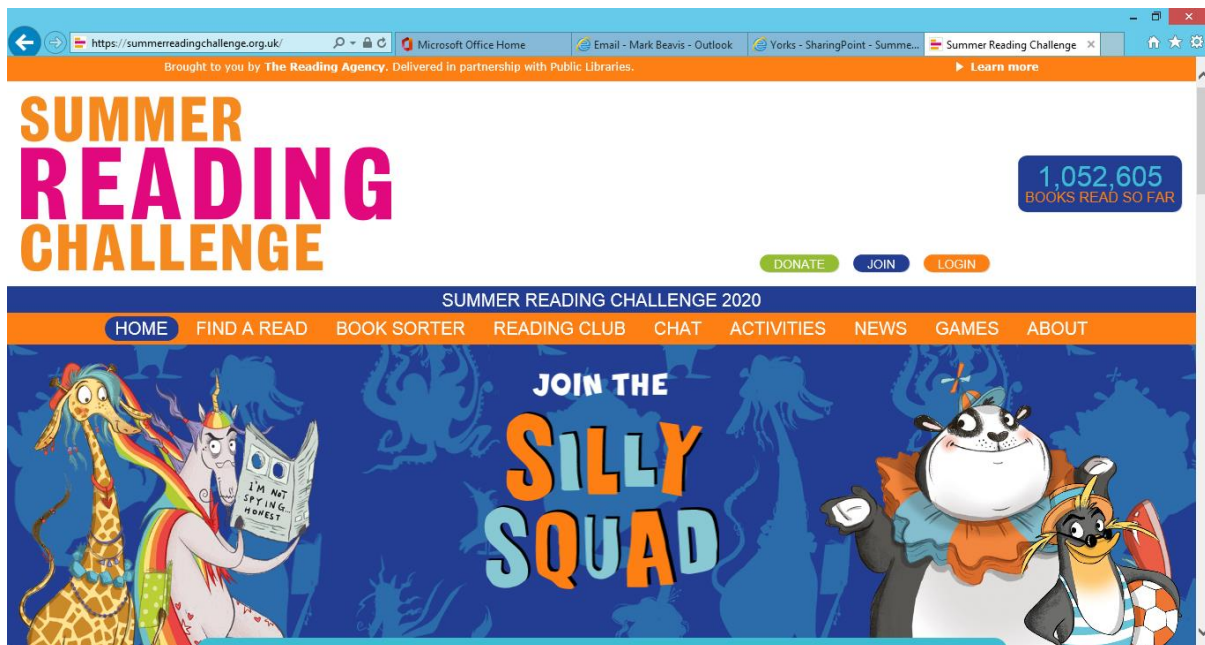 https://summerreadingchallenge.org.uk/
Microsoft Office Home
Email - Mark Beavis - Outlook
Yorks - SharingPoint - Summe...
Summer Reading Challenge
Brought to you by The Reading Agency. Delivered in partnership with Public Libraries.
Learn more
SUMMER
READING
CHALLENGE
1,052,605
BOOKS READ SO FAR
DONATE
JOIN
LOGIN
SUMMER READING CHALLENGE 2020
HOME FIND A READ BOOK SORTER READING CLUB CHAT ACTIVITIES NEWS GAMES ABOUT
JOIN THE
SILLY
SQUAD
I'M NOT
SPYING...
HONEST